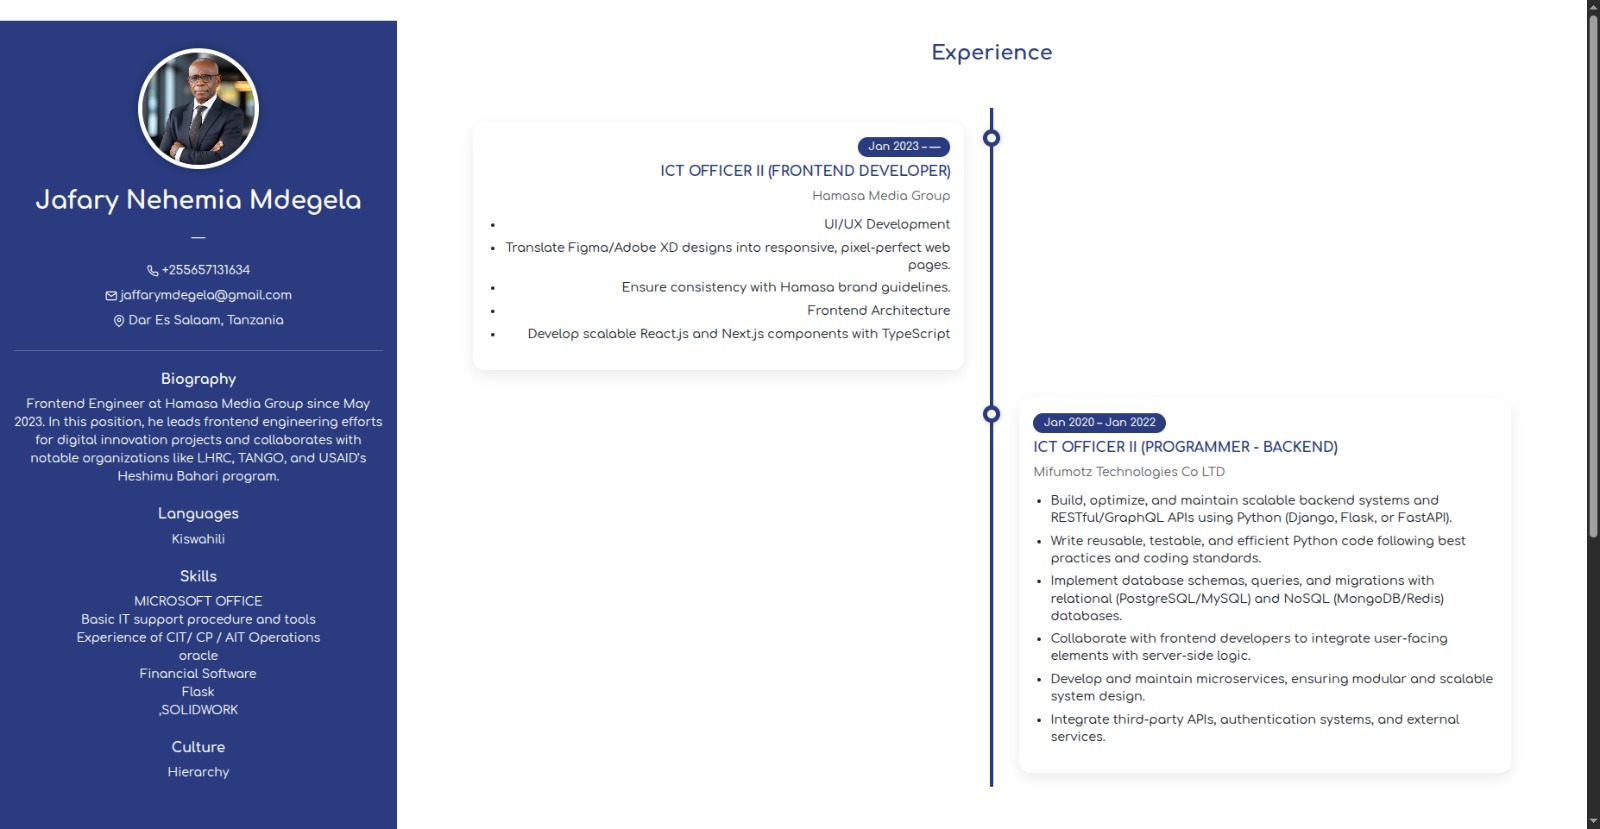 Jafary Nehemia Mdegela
—
+255657131634
jaffarymdegela@gmail.com
Dar Es Salaam, Tanzania
Biography
Frontend Engineer at Hamasa Media Group since May
2023. In this position, he leads frontend engineering efforts
for digital innovation projects and collaborates with
notable organizations like LHRC, TANGO, and USAID's
Heshimu Bahari program.
Languages
Kiswahili
Skills
MICROSOFT OFFICE
Basic IT support procedure and tools
Experience of CIT/ CP / AIT Operations
oracle
Financial Software
Flask
,SOLIDWORK
Culture
Hierarchy
Experience
Jan 2023 – —
ICT OFFICER II (FRONTEND DEVELOPER)
Hamasa Media Group
• UI/UX Development
• Translate Figma/Adobe XD designs into responsive, pixel-perfect web
pages.
• Ensure consistency with Hamasa brand guidelines.
• Frontend Architecture
• Develop scalable React.js and Next.js components with TypeScript
Jan 2020 – Jan 2022
ICT OFFICER II (PROGRAMMER - BACKEND)
Mifumotz Technologies Co LTD
• Build, optimize, and maintain scalable backend systems and
RESTful/GraphQL APIs using Python (Django, Flask, or FastAPI).
• Write reusable, testable, and efficient Python code following best
practices and coding standards.
• Implement database schemas, queries, and migrations with
relational (PostgreSQL/MySQL) and NoSQL (MongoDB/Redis)
databases.
• Collaborate with frontend developers to integrate user-facing
elements with server-side logic.
• Develop and maintain microservices, ensuring modular and scalable
system design.
• Integrate third-party APIs, authentication systems, and external
services.